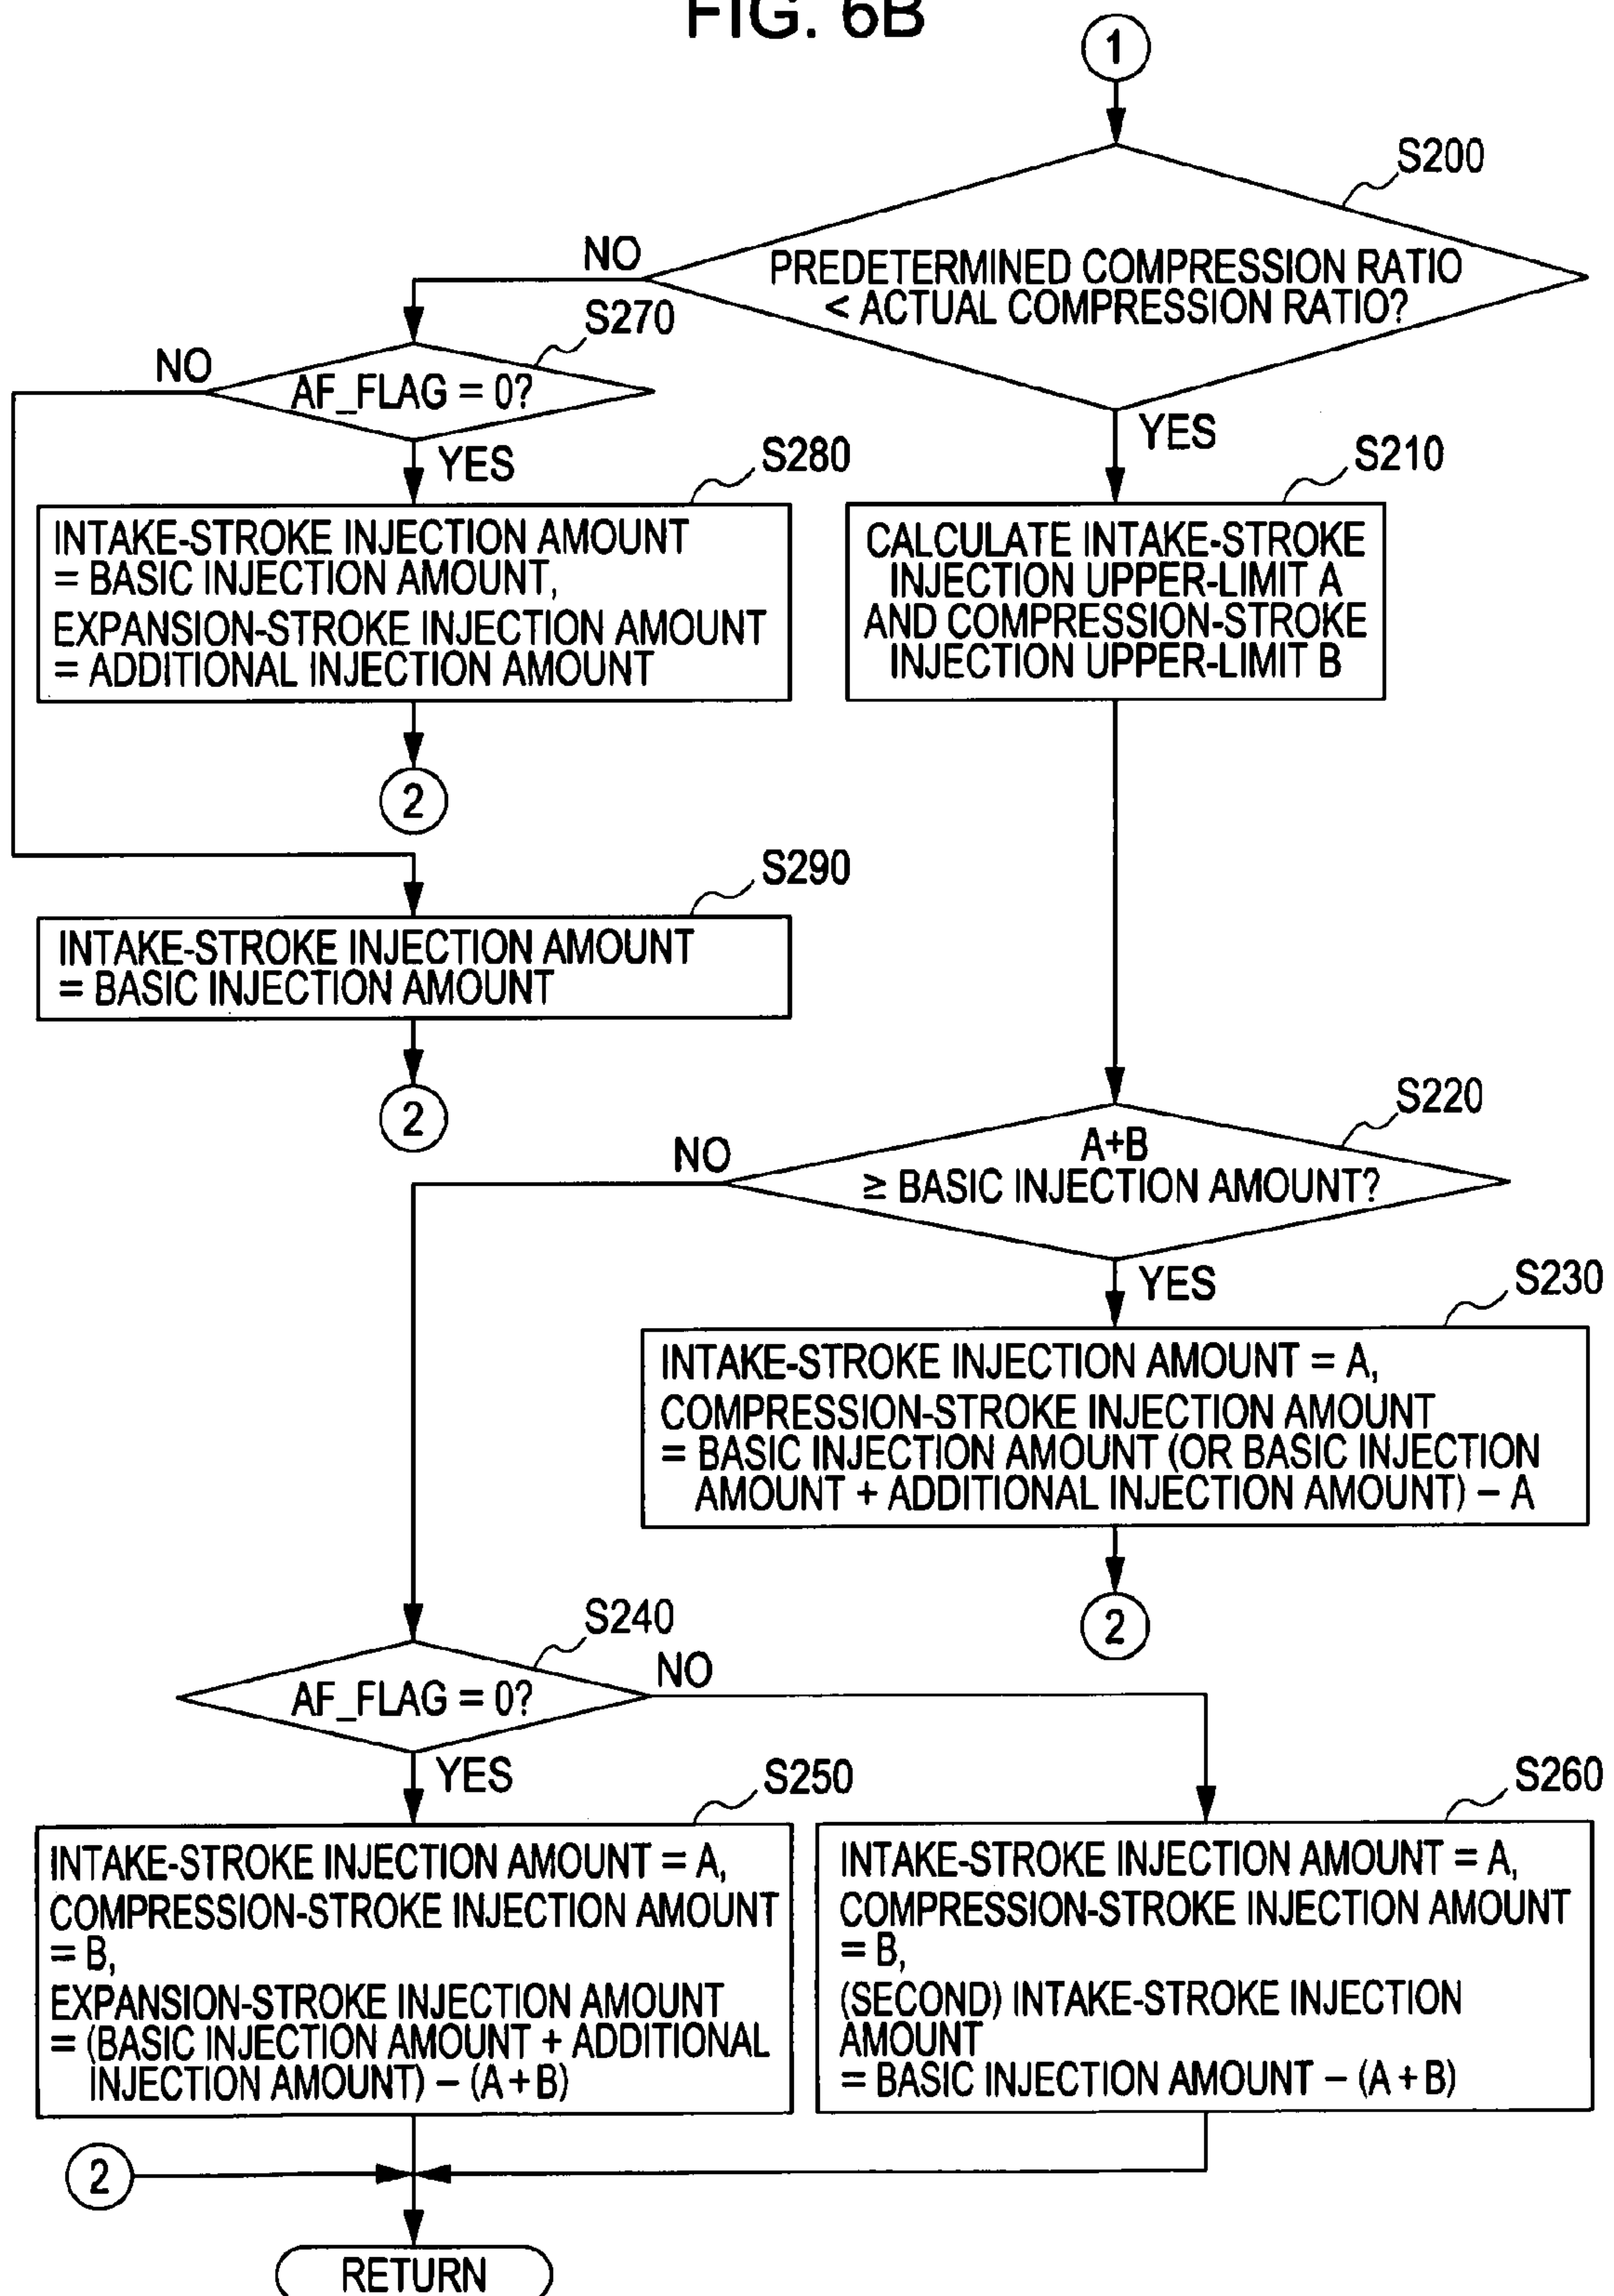 FIG. 6B
1
S200
PREDETERMINED COMPRESSION RATIO
< ACTUAL COMPRESSION RATIO?
NO
YES
S270
AF_FLAG = 0?
NO
YES
S280
INTAKE-STROKE INJECTION AMOUNT
= BASIC INJECTION AMOUNT,
EXPANSION-STROKE INJECTION AMOUNT
= ADDITIONAL INJECTION AMOUNT
2
S210
CALCULATE INTAKE-STROKE
INJECTION UPPER-LIMIT A
AND COMPRESSION-STROKE
INJECTION UPPER-LIMIT B
S290
INTAKE-STROKE INJECTION AMOUNT
= BASIC INJECTION AMOUNT
2
S220
A+B
≥ BASIC INJECTION AMOUNT?
NO
YES
S230
INTAKE-STROKE INJECTION AMOUNT = A,
COMPRESSION-STROKE INJECTION AMOUNT
= BASIC INJECTION AMOUNT (OR BASIC INJECTION
AMOUNT + ADDITIONAL INJECTION AMOUNT) – A
2
S240
AF_FLAG = 0?
NO
YES
S250
INTAKE-STROKE INJECTION AMOUNT = A,
COMPRESSION-STROKE INJECTION AMOUNT
= B,
EXPANSION-STROKE INJECTION AMOUNT
= (BASIC INJECTION AMOUNT + ADDITIONAL
INJECTION AMOUNT) – (A+B)
S260
INTAKE-STROKE INJECTION AMOUNT = A,
COMPRESSION-STROKE INJECTION AMOUNT
= B,
(SECOND) INTAKE-STROKE INJECTION
AMOUNT
= BASIC INJECTION AMOUNT – (A+B)
2
RETURN